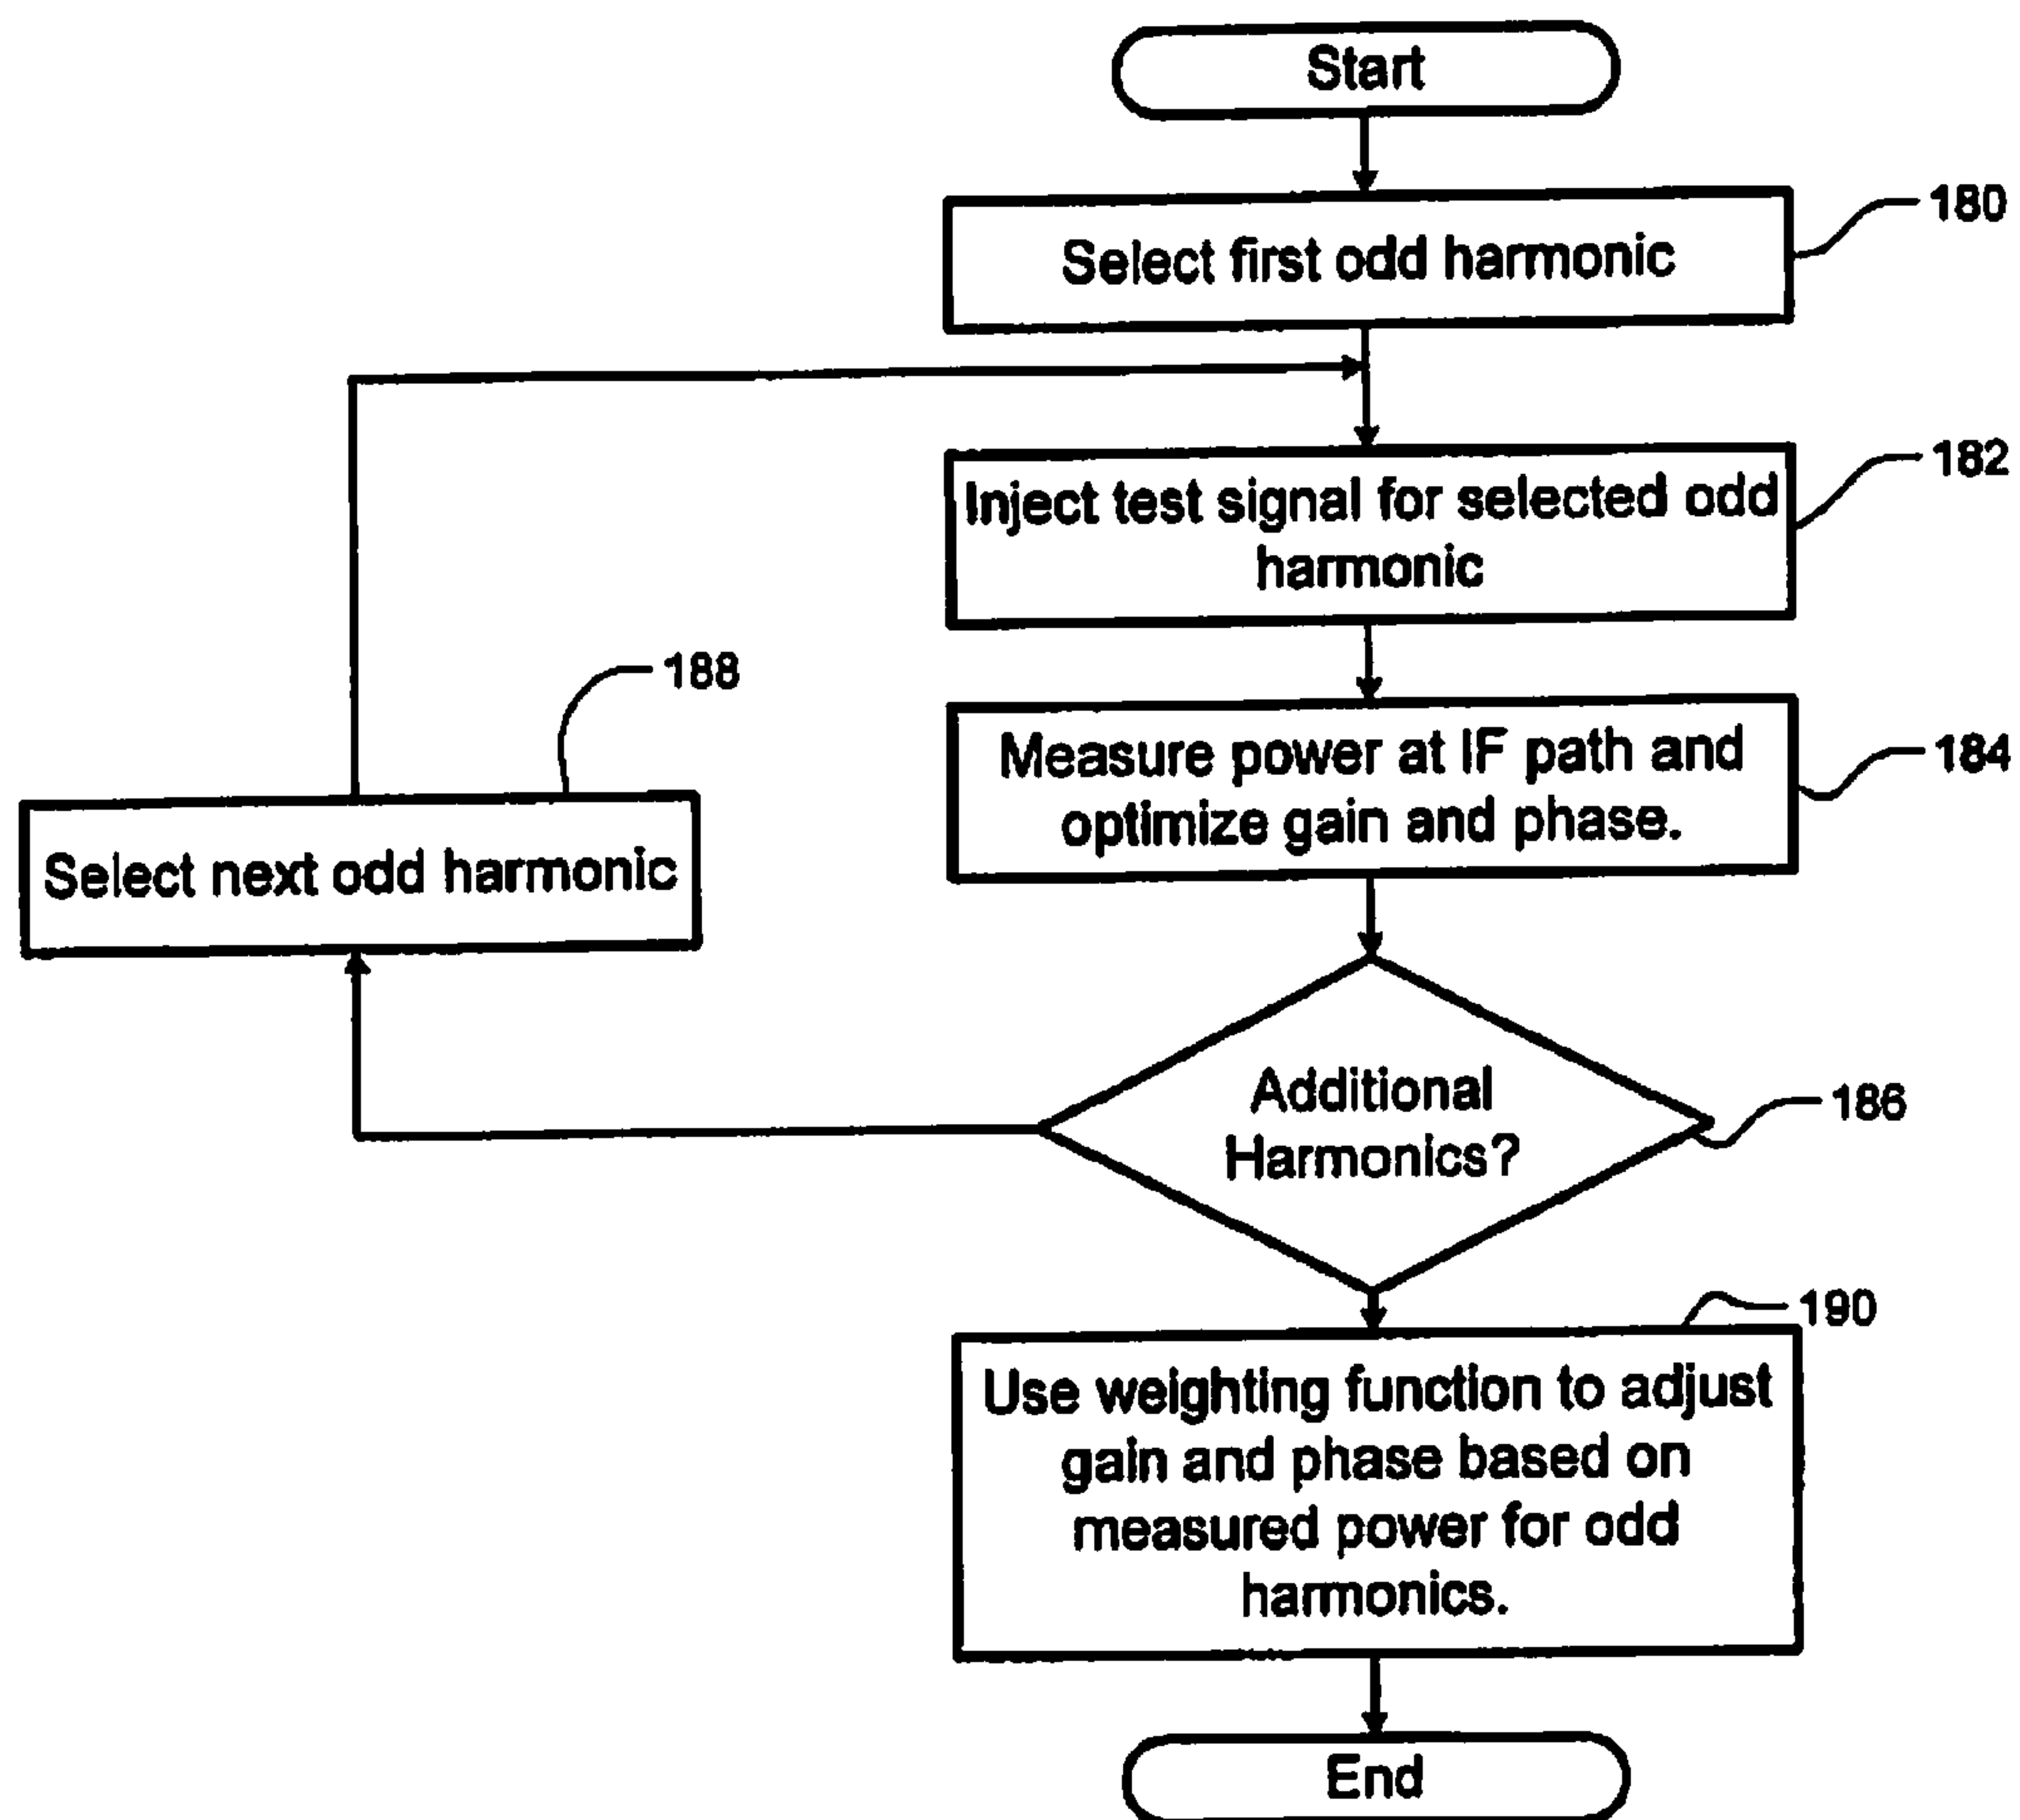 Start
180
Select first odd harmonic
182
Inject test signal for selected odd
harmonic
188
184
Measure power at IF path and
optimize gain and phase.
Select next odd harmonic
186
Additional
Harmonics?
190
Use weighting function to adjust
gain and phase based on
measured power for odd
harmonics.
End